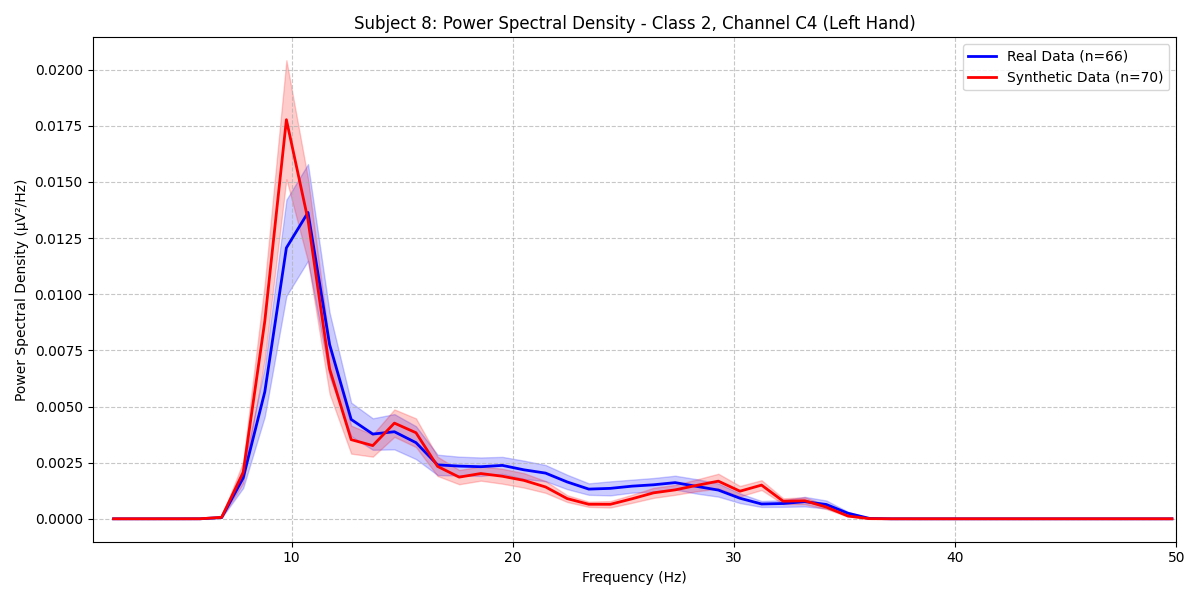 Subject 8: Power Spectral Density - Class 2, Channel C4 (Left Hand)
Real Data (n=66)
Synthetic Data (n=70)
Power Spectral Density (μV²/Hz)
0.0200
0.0175
0.0150
0.0125
0.0100
0.0075
0.0050
0.0025
0.0000
10 20 30 40 50
Frequency (Hz)